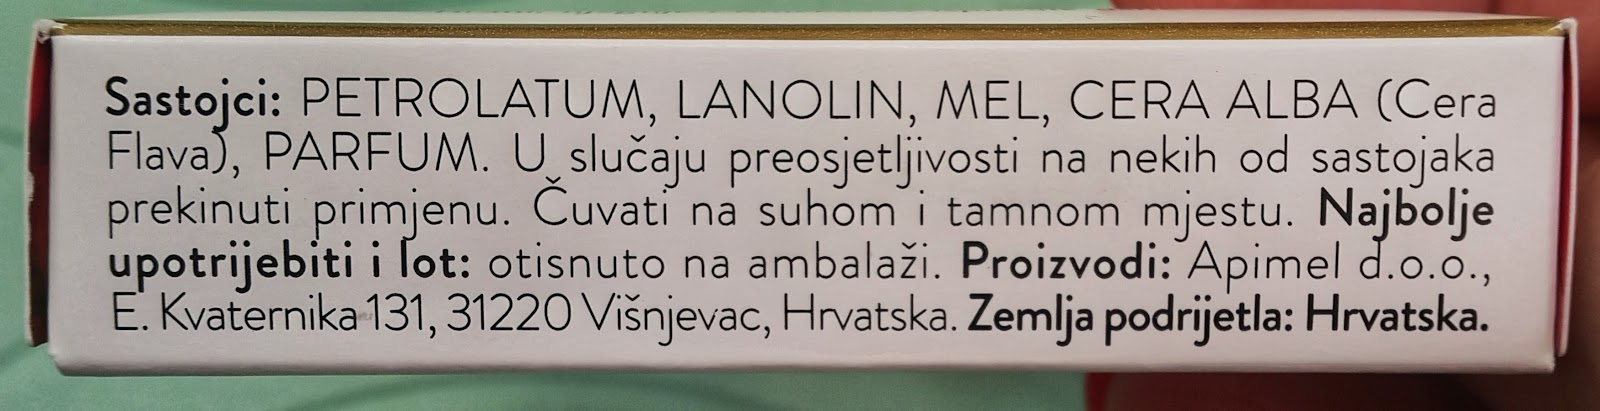 Sastojci: PETROLATUM, LANOLIN, MEL, CERA ALBA (Cera
Flava), PARFUM. U slučaju preosjetljivosti na nekih od sastojaka
prekinuti primjenu. Čuvati na suhom i tamnom mjestu. Najbolje
upotrijebiti i lot: otisnuto na ambalaži. Proizvodi: Apimel d.o.o.,
E. Kvaternika 131, 31220 Višnjevac, Hrvatska. Zemlja podrijetla: Hrvatska.